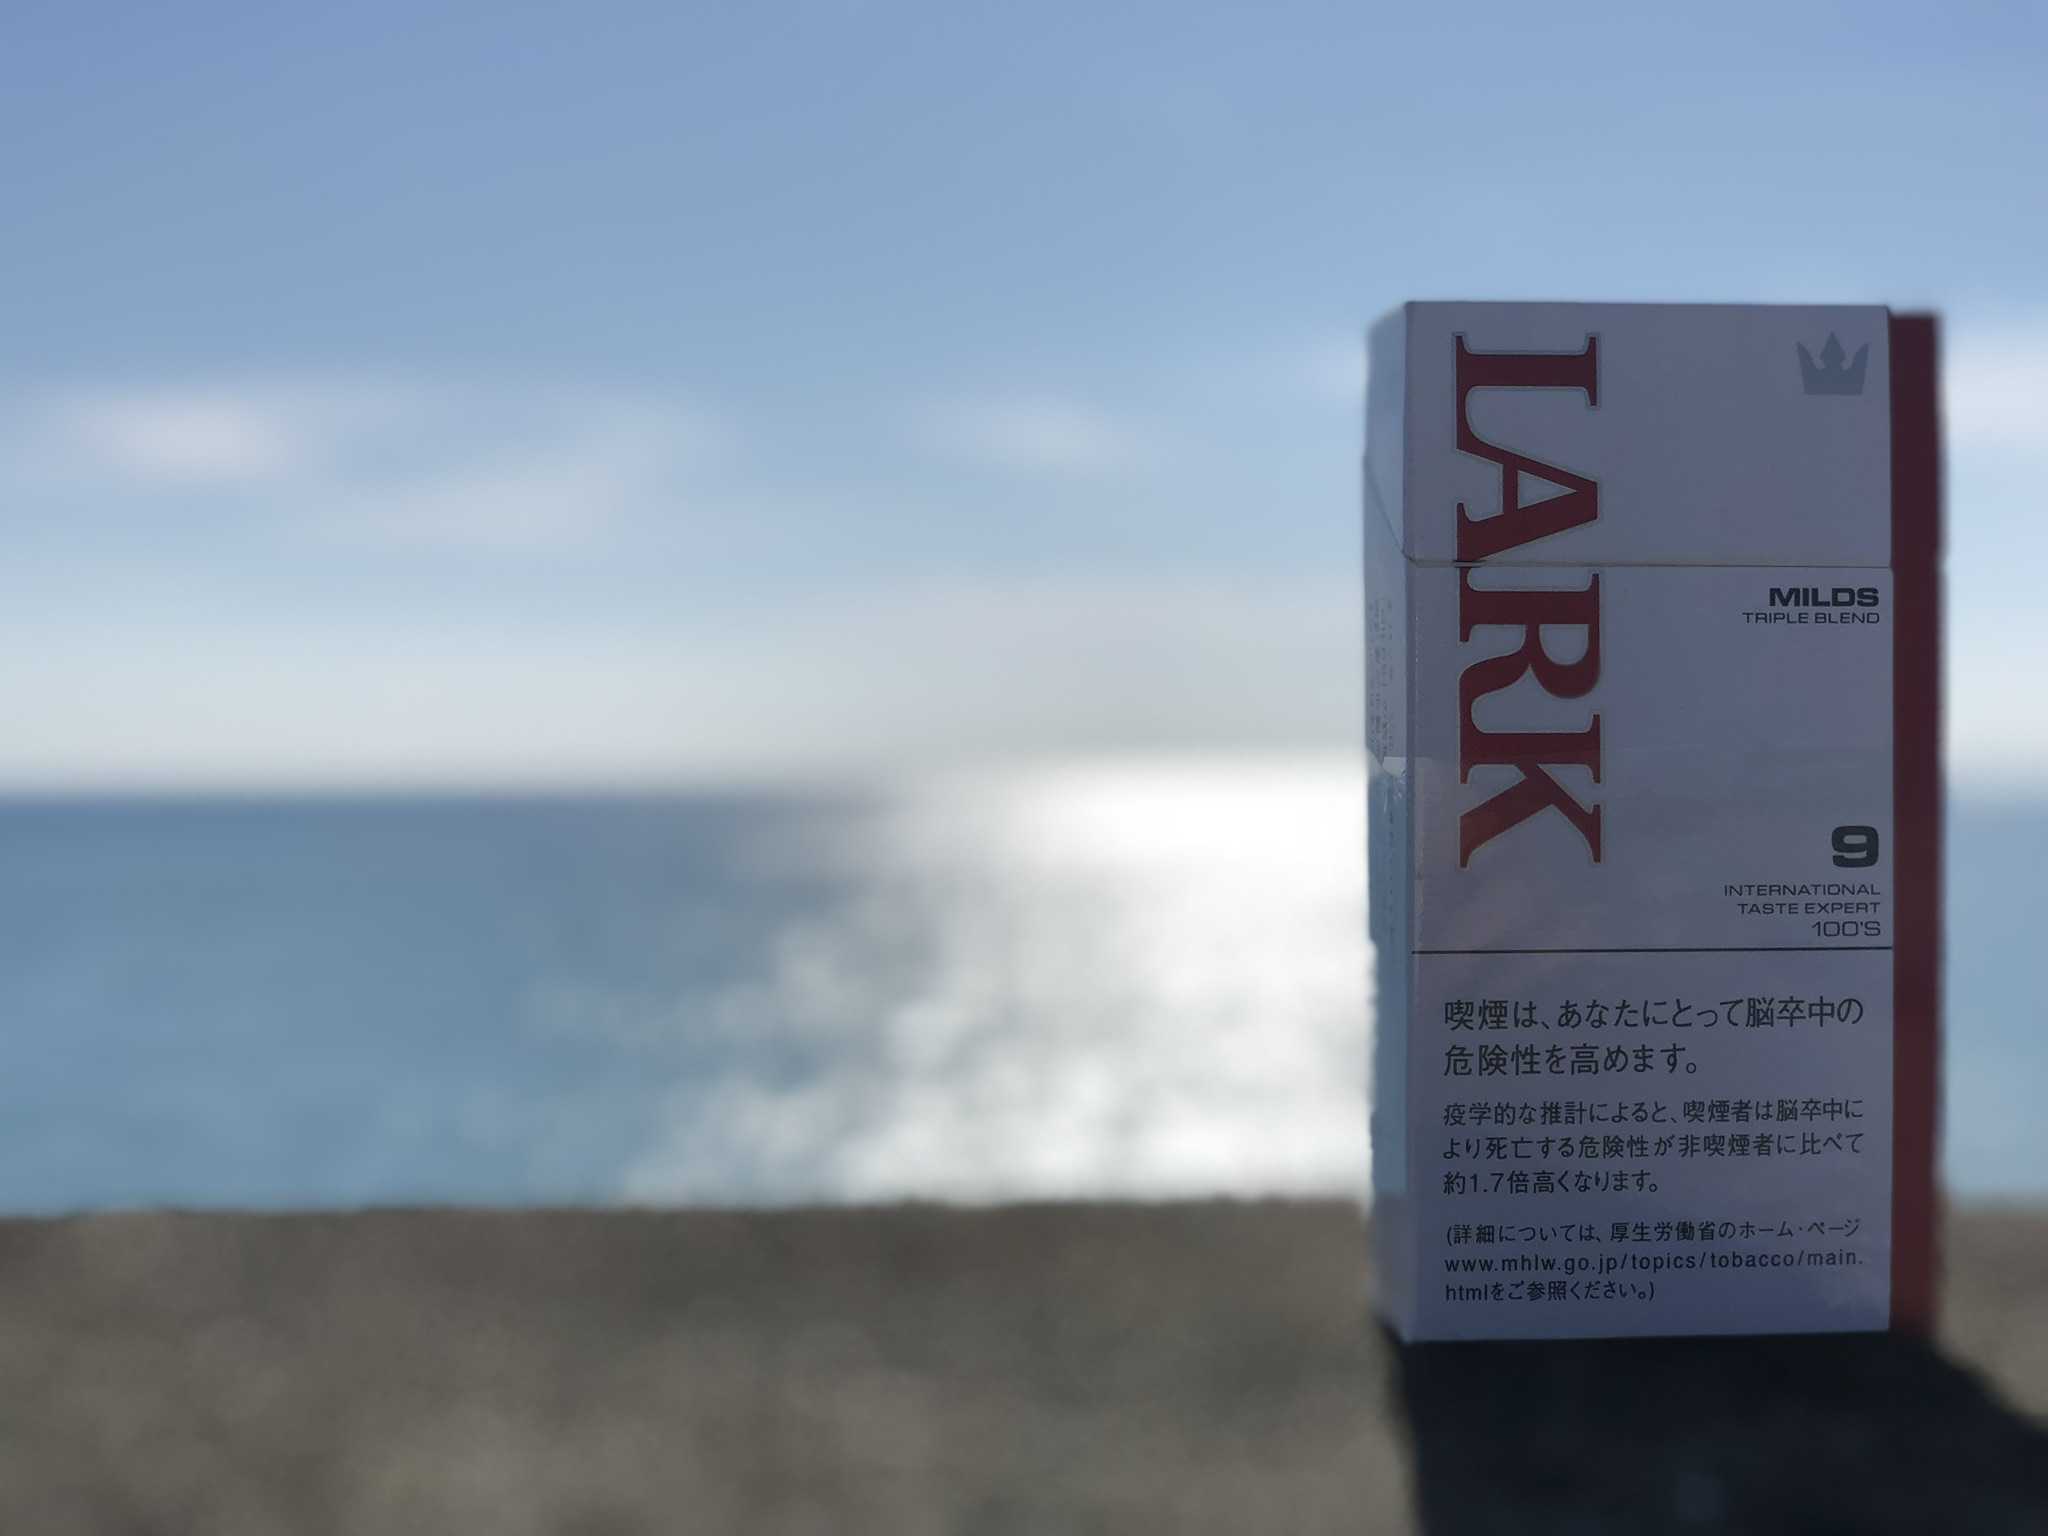 LARK
MILDS
TRIPLE BLEND
9
INTERNATIONAL
TASTE EXPERT
100'S
喫煙は、あなたにとって脳卒中の
危険性を高めます。
疫学的な推計によると、喫煙者は脳卒中に
より死亡する危険性が非喫煙者に比べて
約1.7倍高くなります。
(詳細については、厚生労働省のホーム・ページ
www.mhlw.go.jp/topics/tobacco/main.
htmlをご参照ください。)